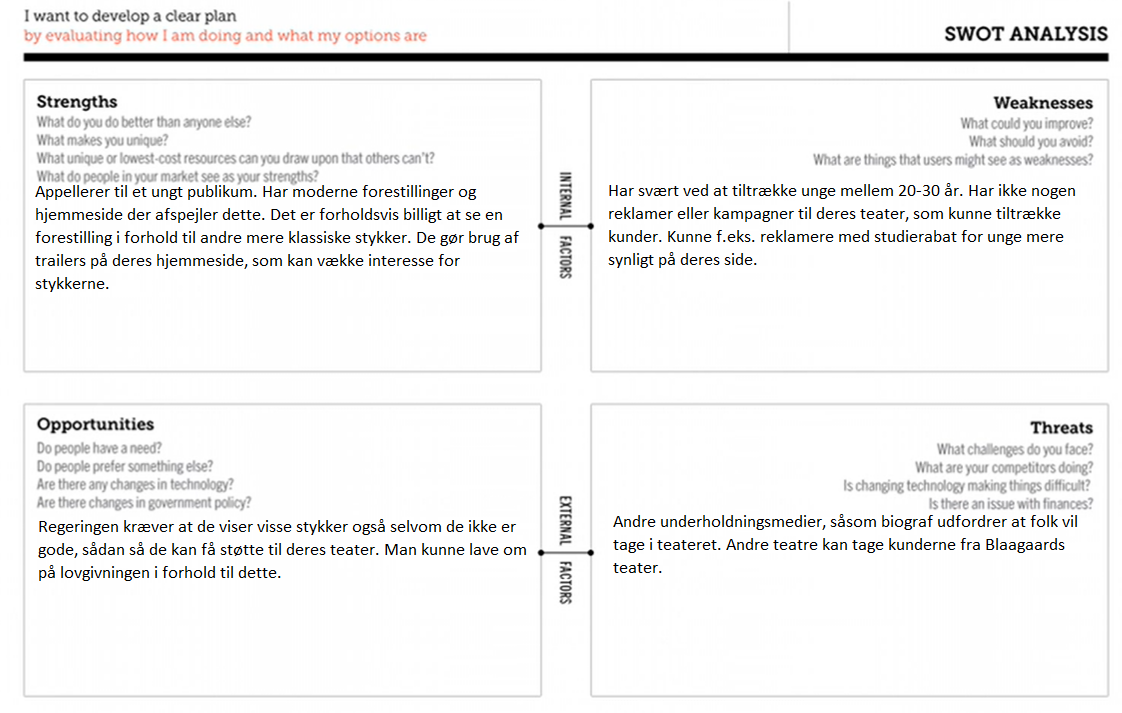 I want to develop a clear plan
by evaluating how I am doing and what my options are
SWOT ANALYSIS
Strengths
What do you do better than anyone else?
What makes you unique?
What unique or lowest-cost resources can you draw upon that others can't?
What do people in your market see as your strengths?
Appellerer til et ungt publikum. Har moderne forestillinger og
hjemmeside der afspejler dette. Det er forholdsvis billigt at se en
forestilling i forhold til andre mere klassiske stykker. De gør brug af
trailers på deres hjemmeside, som kan vække interesse for
stykkerne.
INTERNAL FACTORS
Weaknesses
What could you improve?
What should you avoid?
What are things that users might see as weaknesses?
Har svært ved at tiltrække unge mellem 20-30 år. Har ikke nogen
reklamer eller kampagner til deres teater, som kunne tiltrække
kunder. Kunne f.eks. reklamere med studierabat for unge mere
synligt på deres side.
Opportunities
Do people have a need?
Do people prefer something else?
Are there any changes in technology?
Are there changes in government policy?
Regeringen kræver at de viser visse stykker også selvom de ikke er
gode, sådan så de kan få støtte til deres teater. Man kunne lave om
på lovgivningen i forhold til dette.
EXTERNAL FACTORS
Threats
What challenges do you face?
What are your competitors doing?
Is changing technology making things difficult?
Is there an issue with finances?
Andre underholdningsmedier, såsom biograf udfordrer at folk vil
tage i teateret. Andre teatre kan tage kunderne fra Blaagaards
teater.